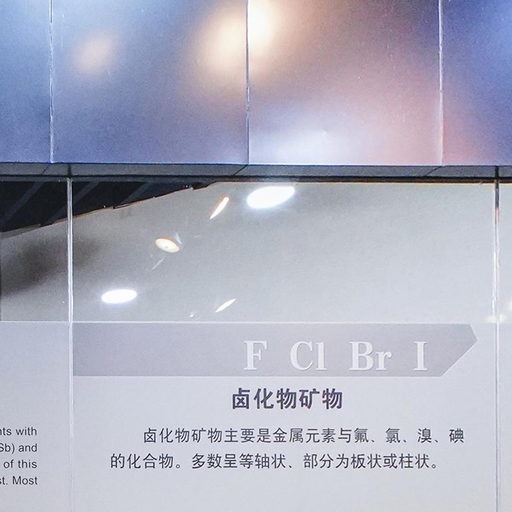 F Cl Br I
卤化物矿物
卤化物矿物主要是金属元素与氟、氯、溴、碘
的化合物。多数呈等轴状、部分为板状或柱状。
nts with
Sb) and
of this
st. Most